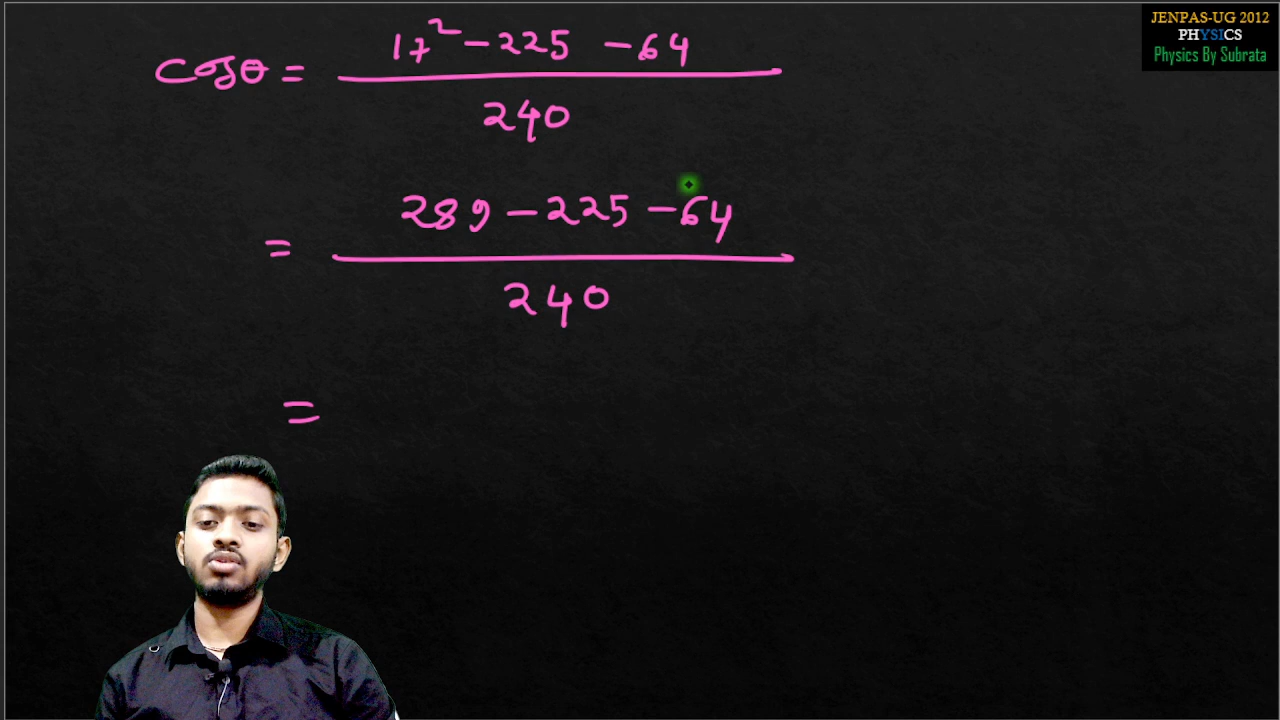 JENPAS-UG 2012
PHYSICS
Physics By Subrata
cosθ = 17² - 225 - 64
240
= 289 - 225 - 64
240
=